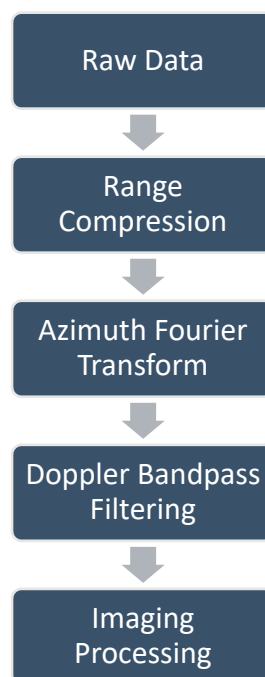 Raw Data
Range
Compression
Azimuth Fourier
Transform
Doppler Bandpass
Filtering
Imaging
Processing